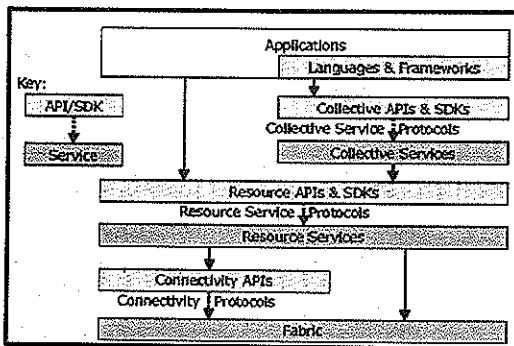 Applications
Languages & Frameworks
Key:
API/SDK
Collective APIs & SDKs
Collective Service Protocols
Service
Collective Services
Resource APIs & SDKs
Resource Service Protocols
Resource Services
Connectivity APIs
Connectivity Protocols
Fabric